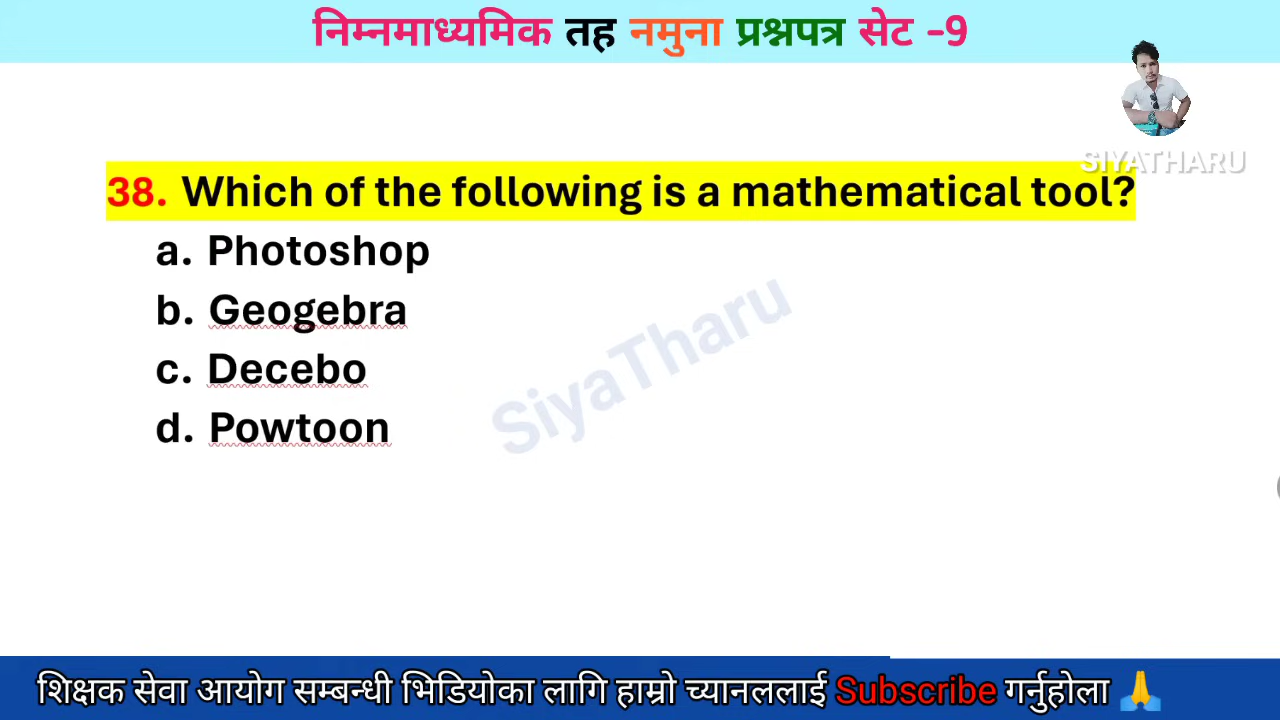 निम्नमाध्यमिक तह नमुना प्रश्नपत्र सेट -9
SIYATHARU
38. Which of the following is a mathematical tool?
a. Photoshop
b. Geogebra
c. Decebo
d. Powtoon
SiyaTharu
शिक्षक सेवा आयोग सम्बन्धी भिडियोका लागि हाम्रो च्यानललाई Subscribe गर्नुहोला 🙏